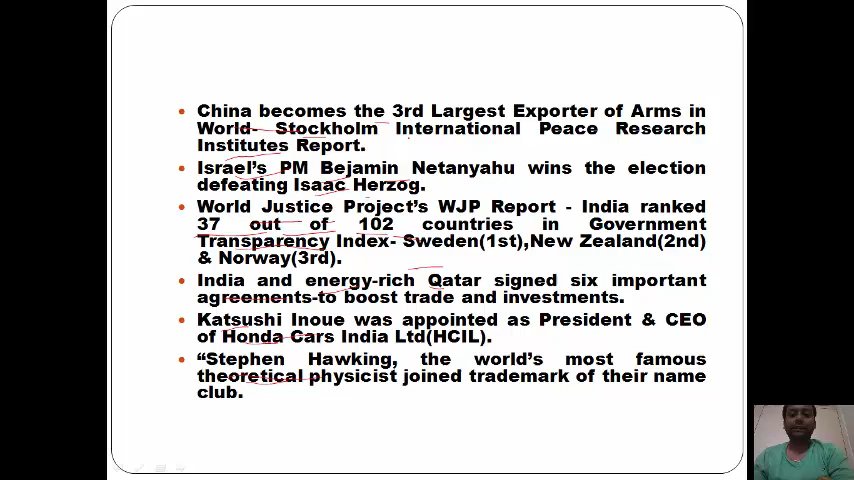 • China becomes the 3rd Largest Exporter of Arms in
World- Stockholm International Peace Research
Institutes Report.
• Israel's PM Bejamin Netanyahu wins the election
defeating Isaac Herzog.
• World Justice Project's WJP Report - India ranked
37 out of 102 countries in Government
Transparency Index- Sweden(1st),New Zealand(2nd)
& Norway(3rd).
• India and energy-rich Qatar signed six important
agreements-to boost trade and investments.
• Katsushi Inoue was appointed as President & CEO
of Honda Cars India Ltd(HCIL).
• “Stephen Hawking, the world's most famous
theoretical physicist joined trademark of their name
club.